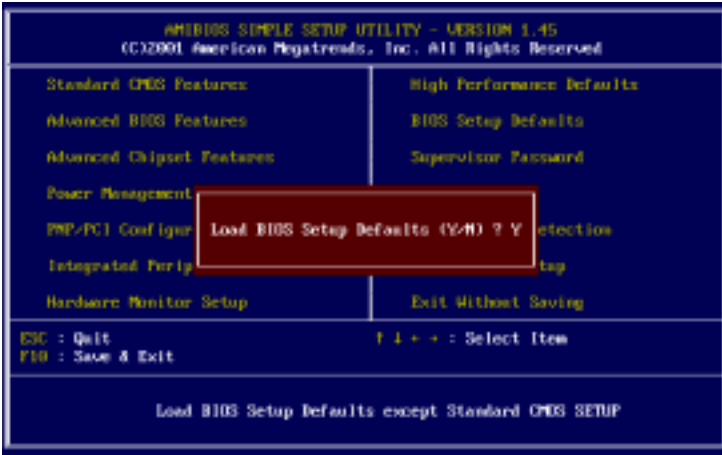 AMIBIOS SIMPLE SETUP UTILITY - VERSION 1.45
(C)2001 American Megatrends, Inc. All Rights Reserved
Standard CMOS Features
High Performance Defaults
Advanced BIOS Features
BIOS Setup Defaults
Advanced Chipset Features
Supervisor Password
Power Management
PNP/PCI Configur
Load BIOS Setup Defaults (Y/N) ? Y
etection
Integrated Perip
tup
Hardware Monitor Setup
Exit Without Saving
ESC : Quit
↑ ↓ ← → : Select Item
F10 : Save & Exit
Load BIOS Setup Defaults except Standard CMOS SETUP